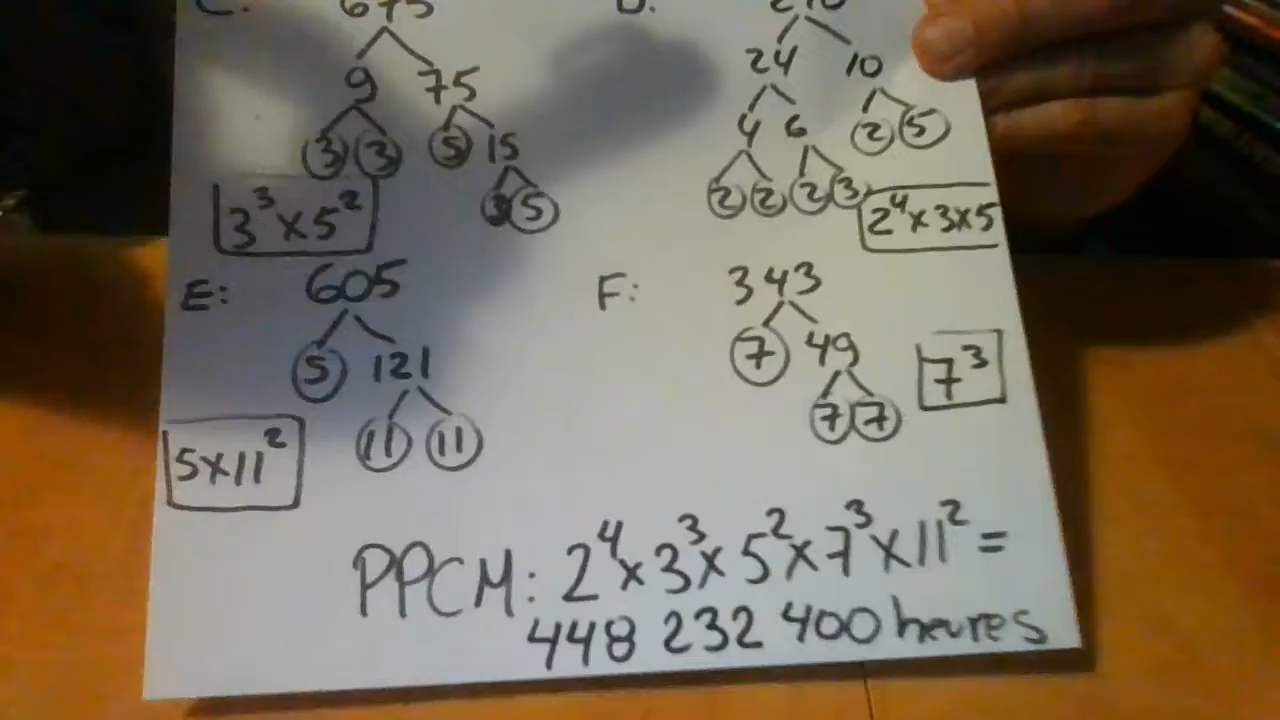 C: 675 D: 240
9 75 24 10
3 3 5 15 4 6 2 5
3 5 2 2 2 3
3³ x 5² 2⁴ x 3 x 5
E: 605 F: 343
5 121 7 49
11 11 7 7
5 x 11² 7³
PPCM: 2⁴ x 3³ x 5² x 7³ x 11² =
448 232 400 heures